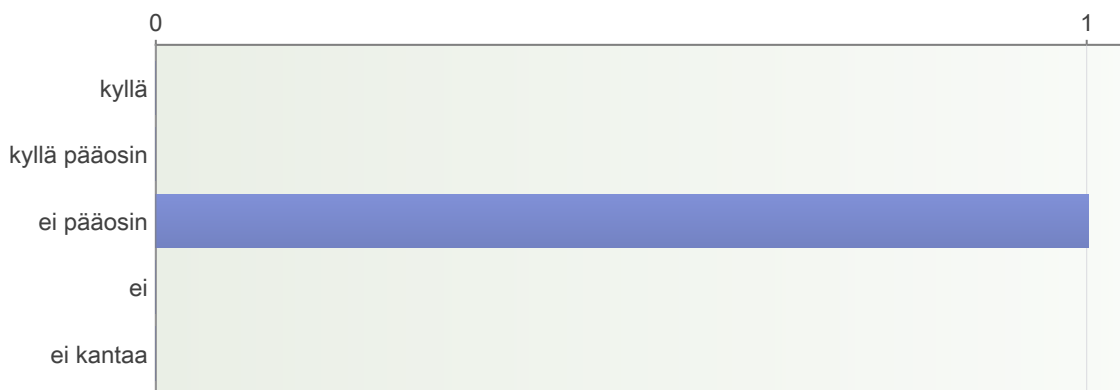 0 1
kyllä
kyllä pääosin
ei pääosin
ei
ei kantaa